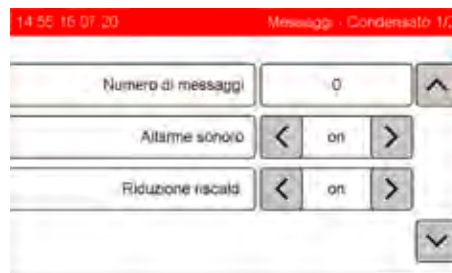 14:55 16.07.20 Messaggi - Condensato 1/2
Numero di messaggi 0
Allarme sonoro on
Riduzione riscald. on